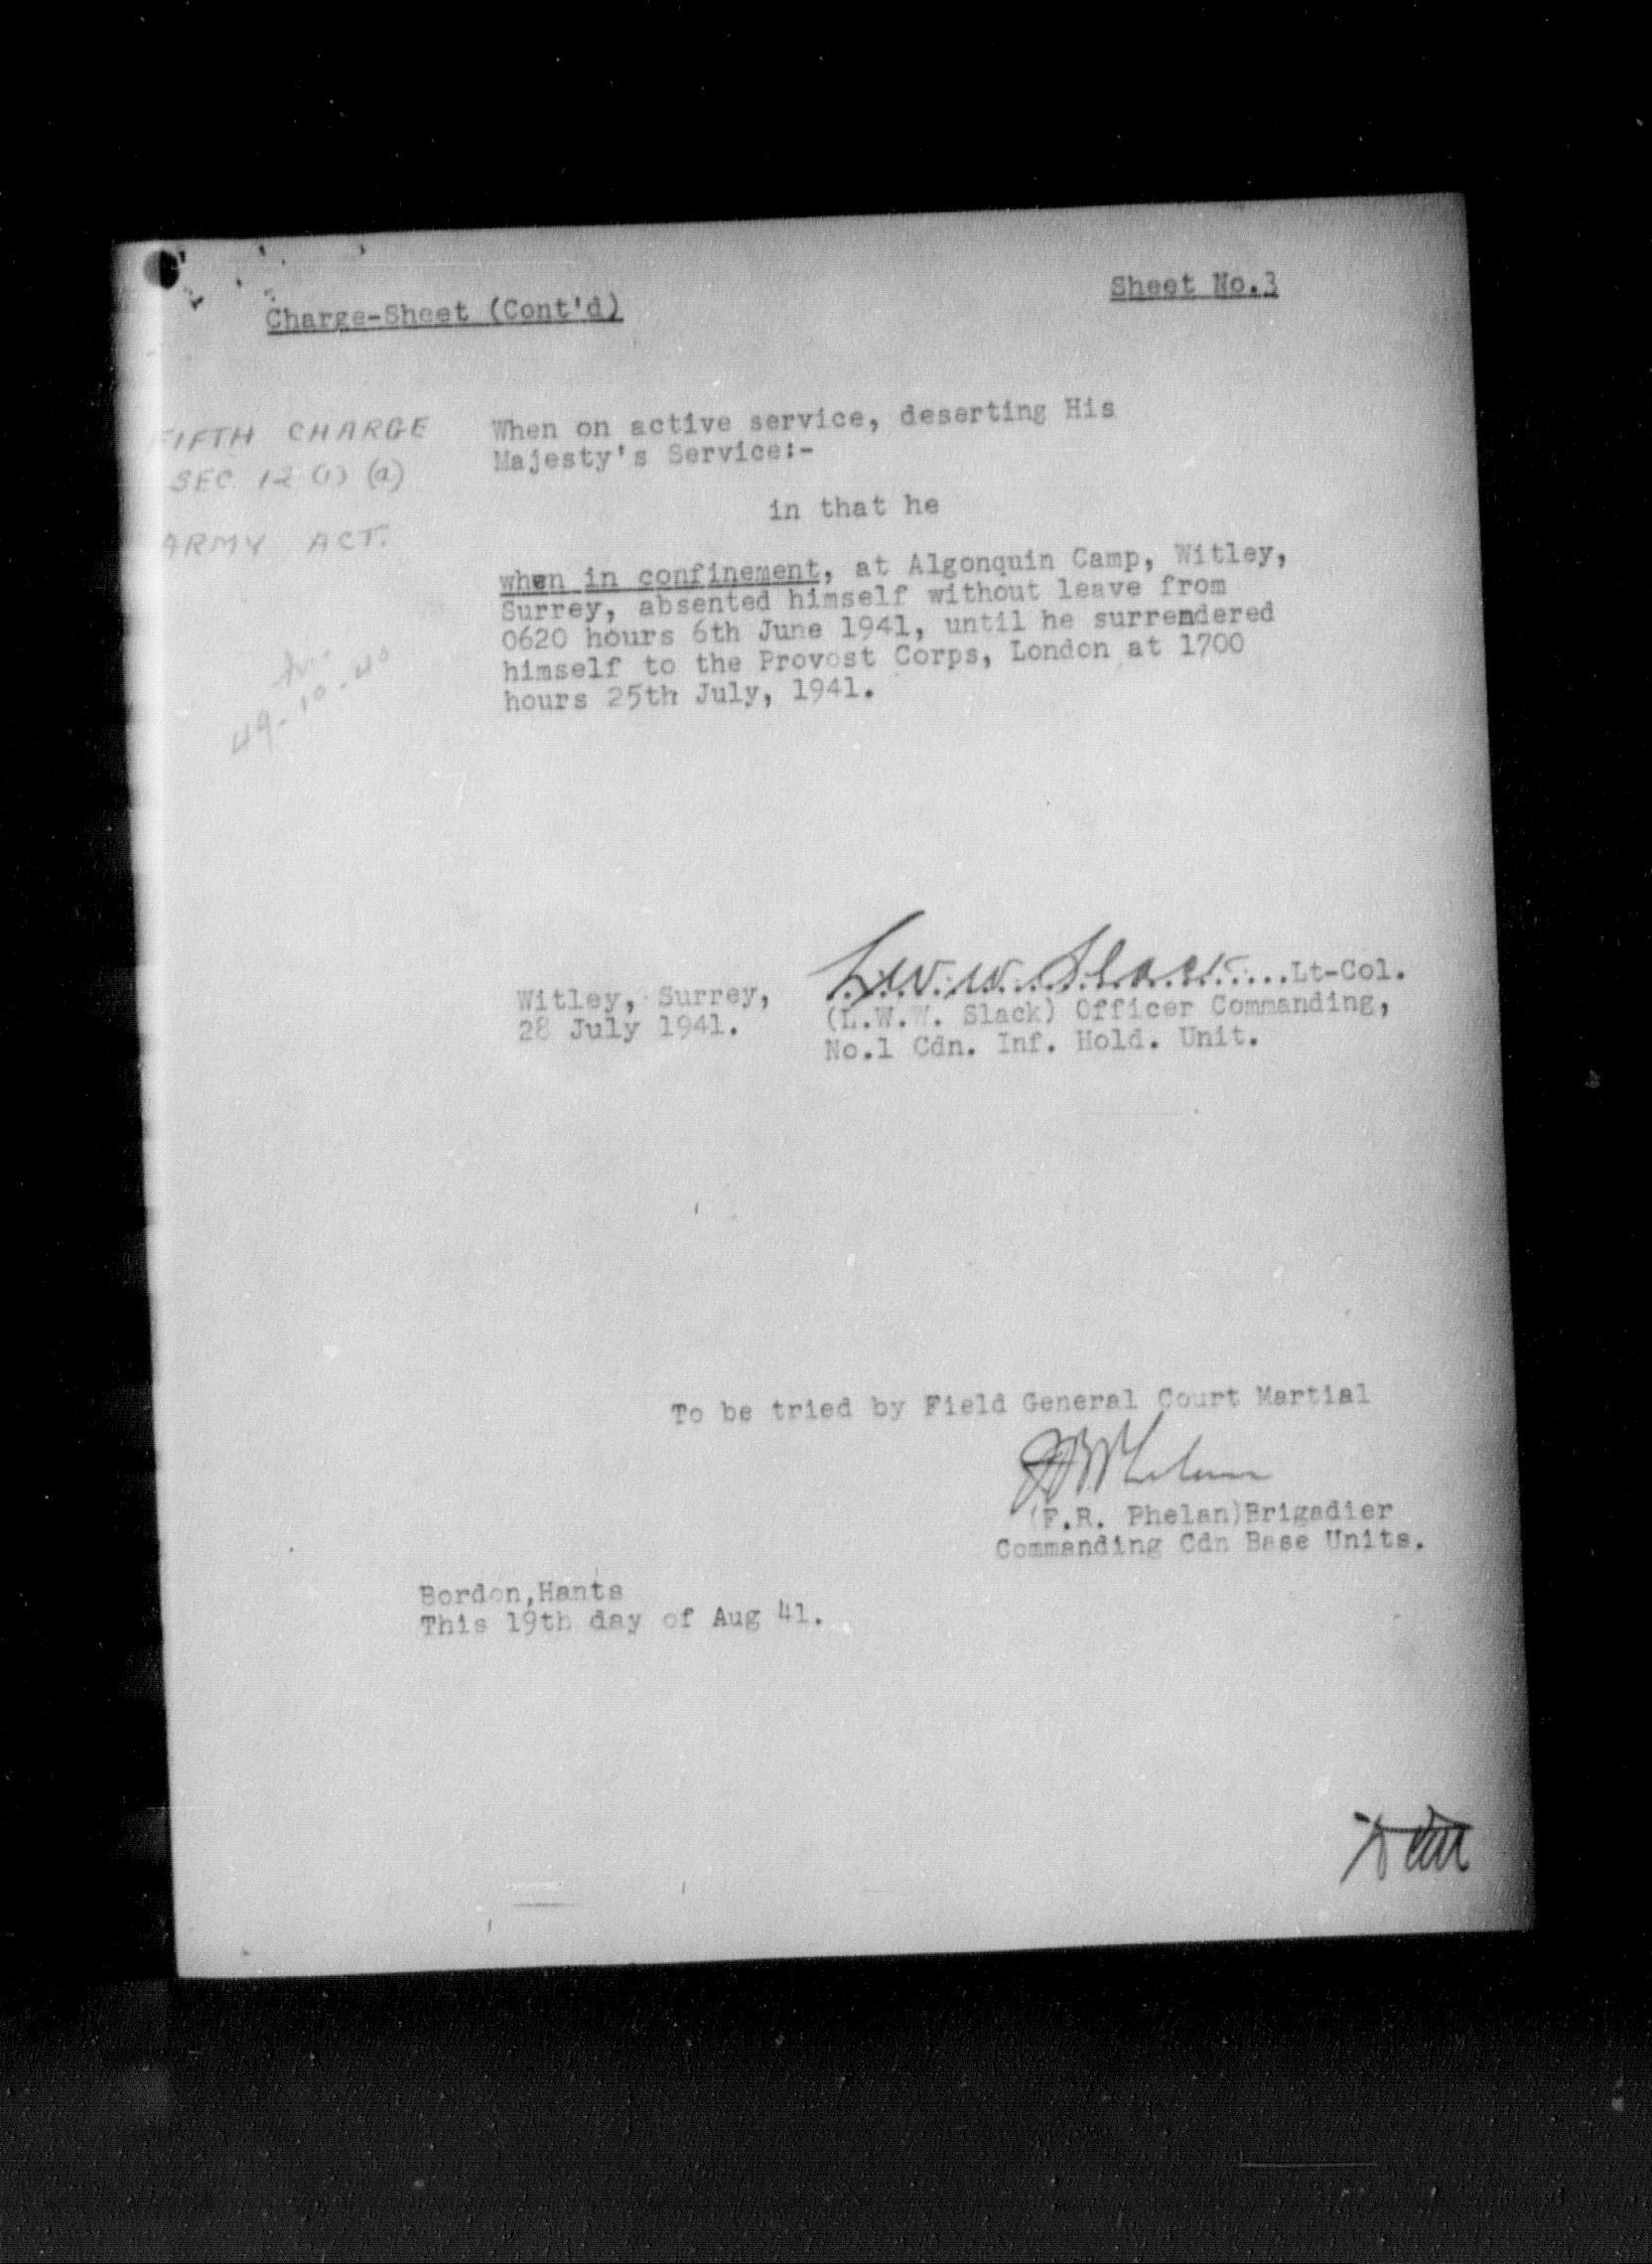 Sheet No.3
Charge-Sheet (Cont'd)
FIFTH CHARGE
SEC 12 (1) (a)
ARMY ACT.
When on active service, deserting His
Majesty's Service:-
in that he
when in confinement, at Algonquin Camp, Witley,
Surrey, absented himself without leave from
0620 hours 6th June 1941, until he surrendered
himself to the Provost Corps, London at 1700
hours 25th July, 1941.
49-10-40
Witley, Surrey,
28 July 1941.
L.W.W. Slack.....Lt-Col.
(L.W.W. Slack) Officer Commanding,
No.1 Cdn. Inf. Hold. Unit.
To be tried by Field General Court Martial
(F.R. Phelan)Brigadier
Commanding Cdn Base Units.
Bordon,Hants
This 19th day of Aug 41.